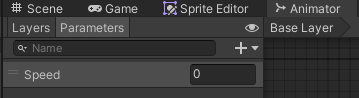 Scene Game Sprite Editor Animator
Layers Parameters Base Layer
Name
Speed 0